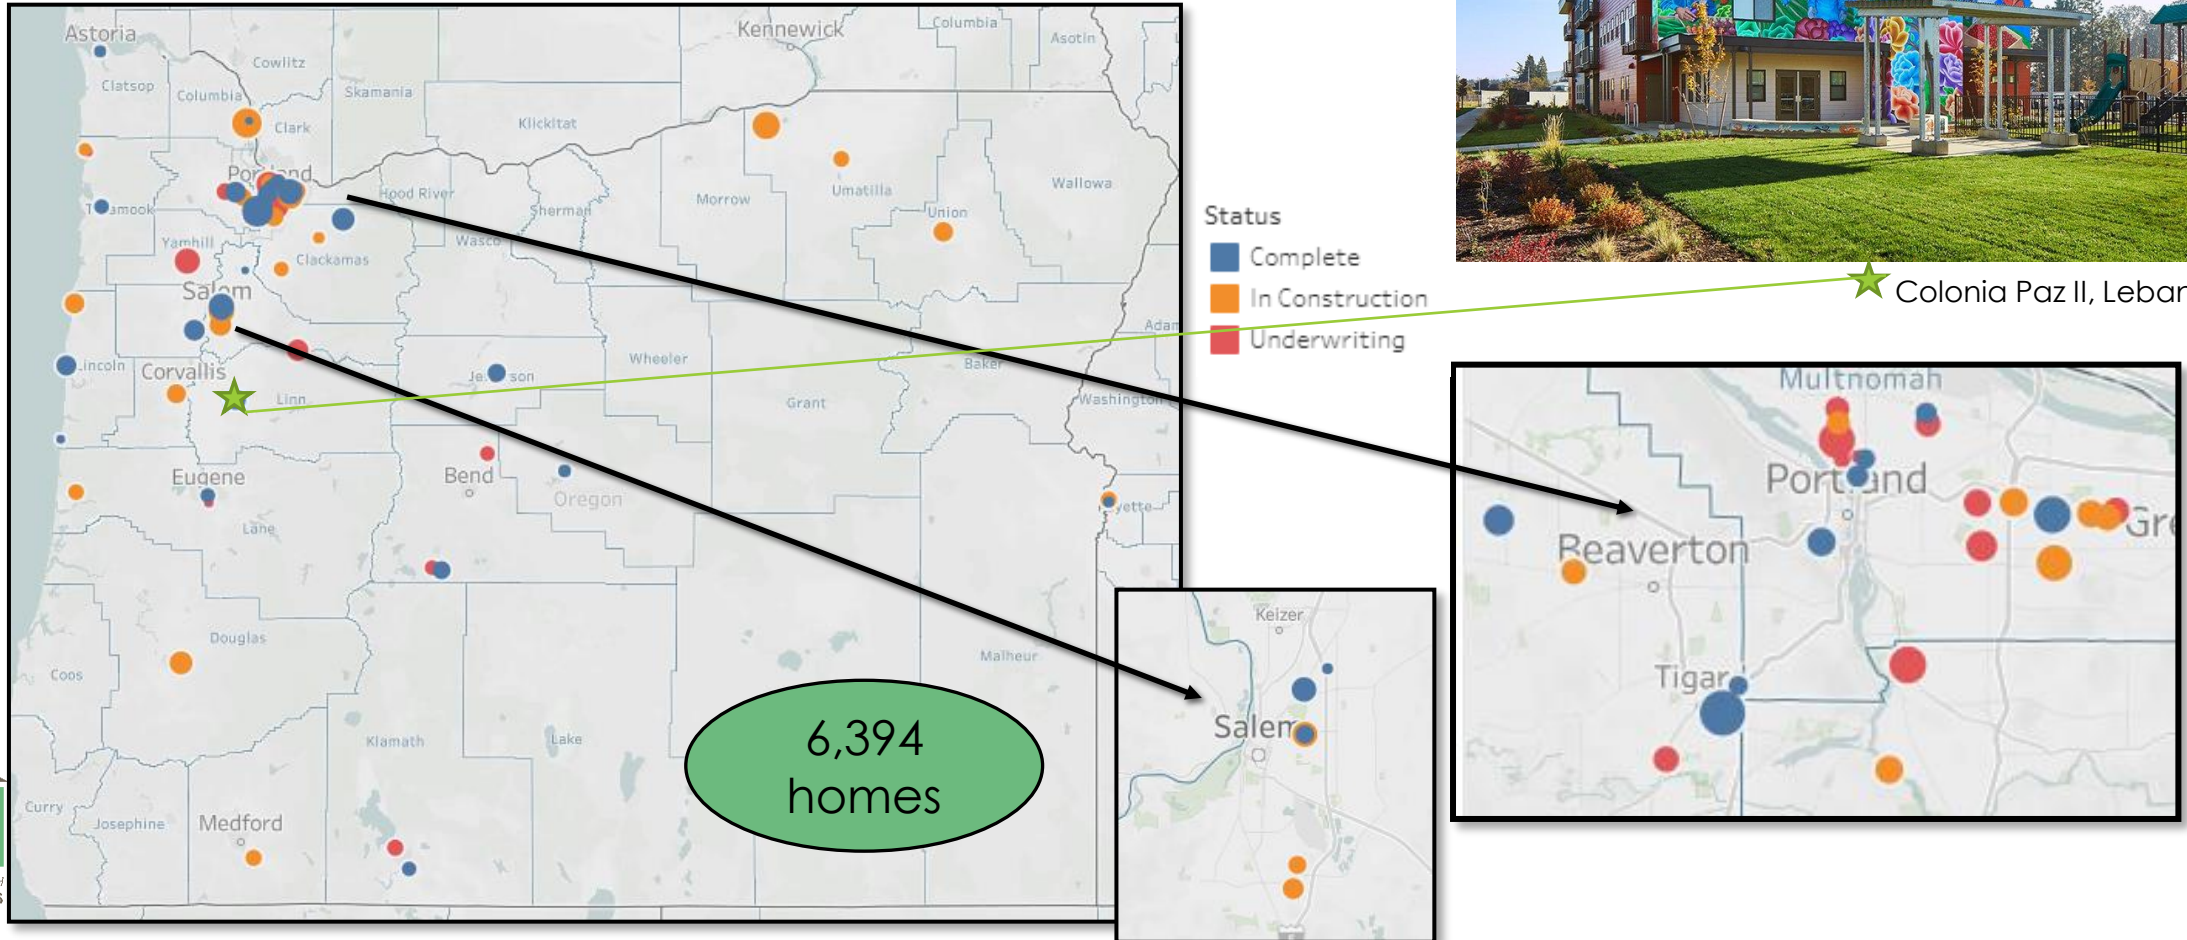 Astoria
Kennewick
Columbia
Asotin
Cowlitz
Clatsop
Columbia
Skamania
Clark
Klickitat
Portland
Hood River
Morrow
Umatilla
Wallowa
Sherman
Union
Wasco
Yamhill
Clackamas
Salem
Lincoln
Corvallis
Wheeler
Baker
Linn
Grant
Washington
Eugene
Bend
Oregon
Lane
Douglas
Coos
Malheur
Klamath
Lake
Curry
Josephine
Medford
6,394
homes
Status
Complete
In Construction
Underwriting
Colonia Paz II, Lebar
Keizer
Salem
Multnomah
Portland
Gre
Beaverton
Tigar